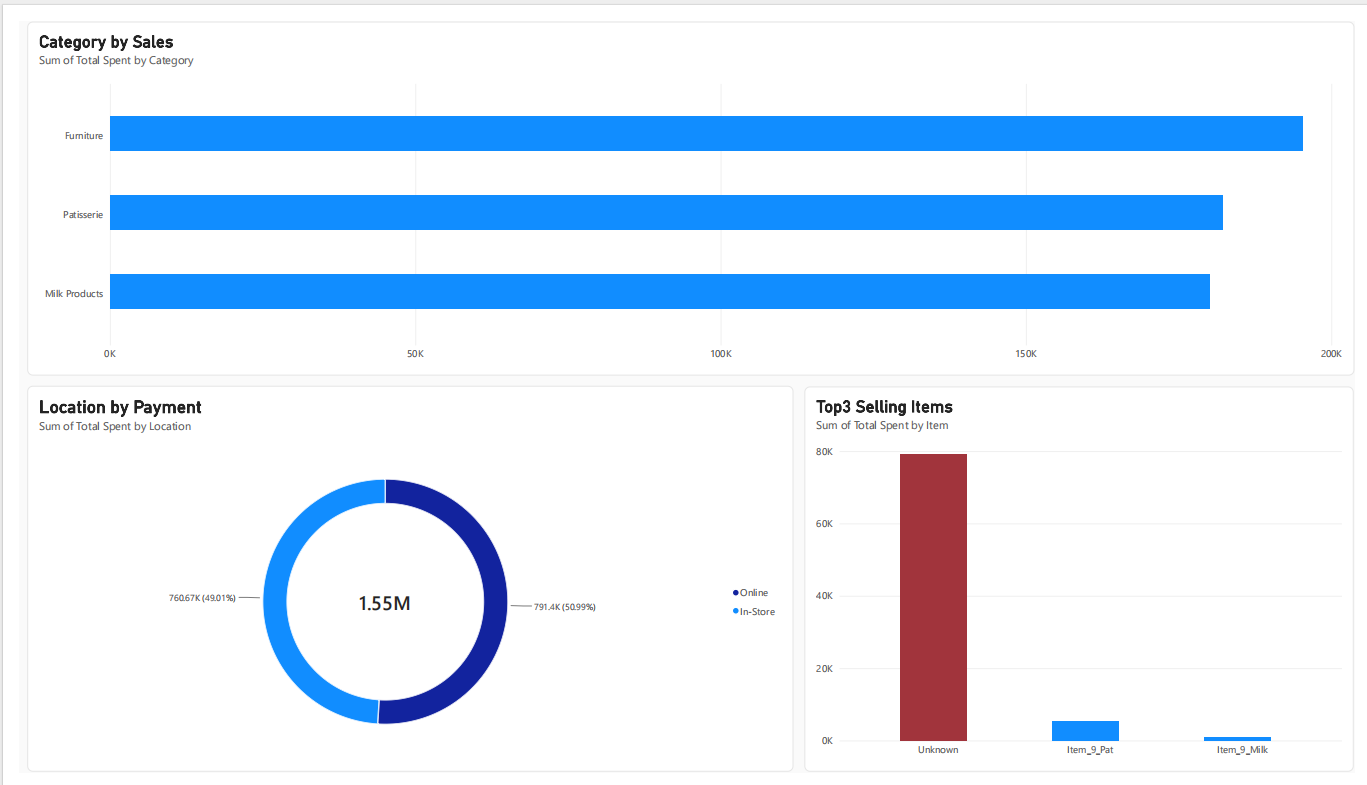 Category by Sales
Sum of Total Spent by Category
Furniture
Patisserie
Milk Products
0K 50K 100K 150K 200K
Location by Payment
Sum of Total Spent by Location
760.67K (49.01%)
1.55M
791.4K (50.99%)
Online
In-Store
Top3 Selling Items
Sum of Total Spent by Item
80K
60K
40K
20K
0K
Unknown Item_9_Pat Item_9_Milk